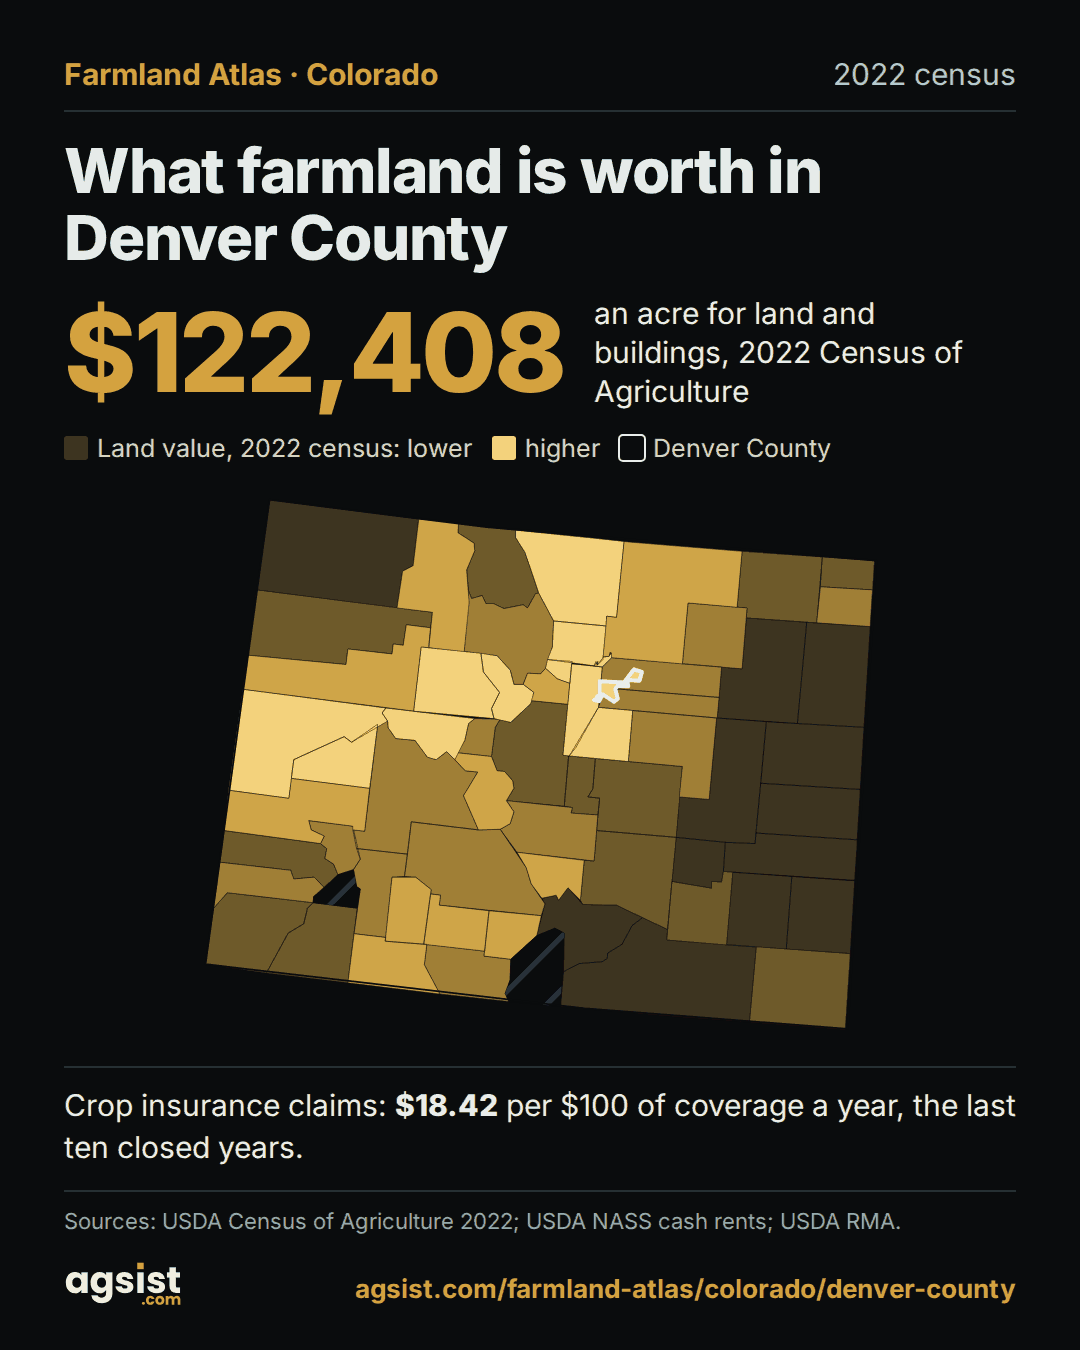 Farmland Atlas · Colorado
2022 census
What farmland is worth in
Denver County
$122,408
an acre for land and
buildings, 2022 Census of
Agriculture
Land value, 2022 census: lower
higher
Denver County
Crop insurance claims: $18.42 per $100 of coverage a year, the last
ten closed years.
Sources: USDA Census of Agriculture 2022; USDA NASS cash rents; USDA RMA.
agsist
.com
agsist.com/farmland-atlas/colorado/denver-county